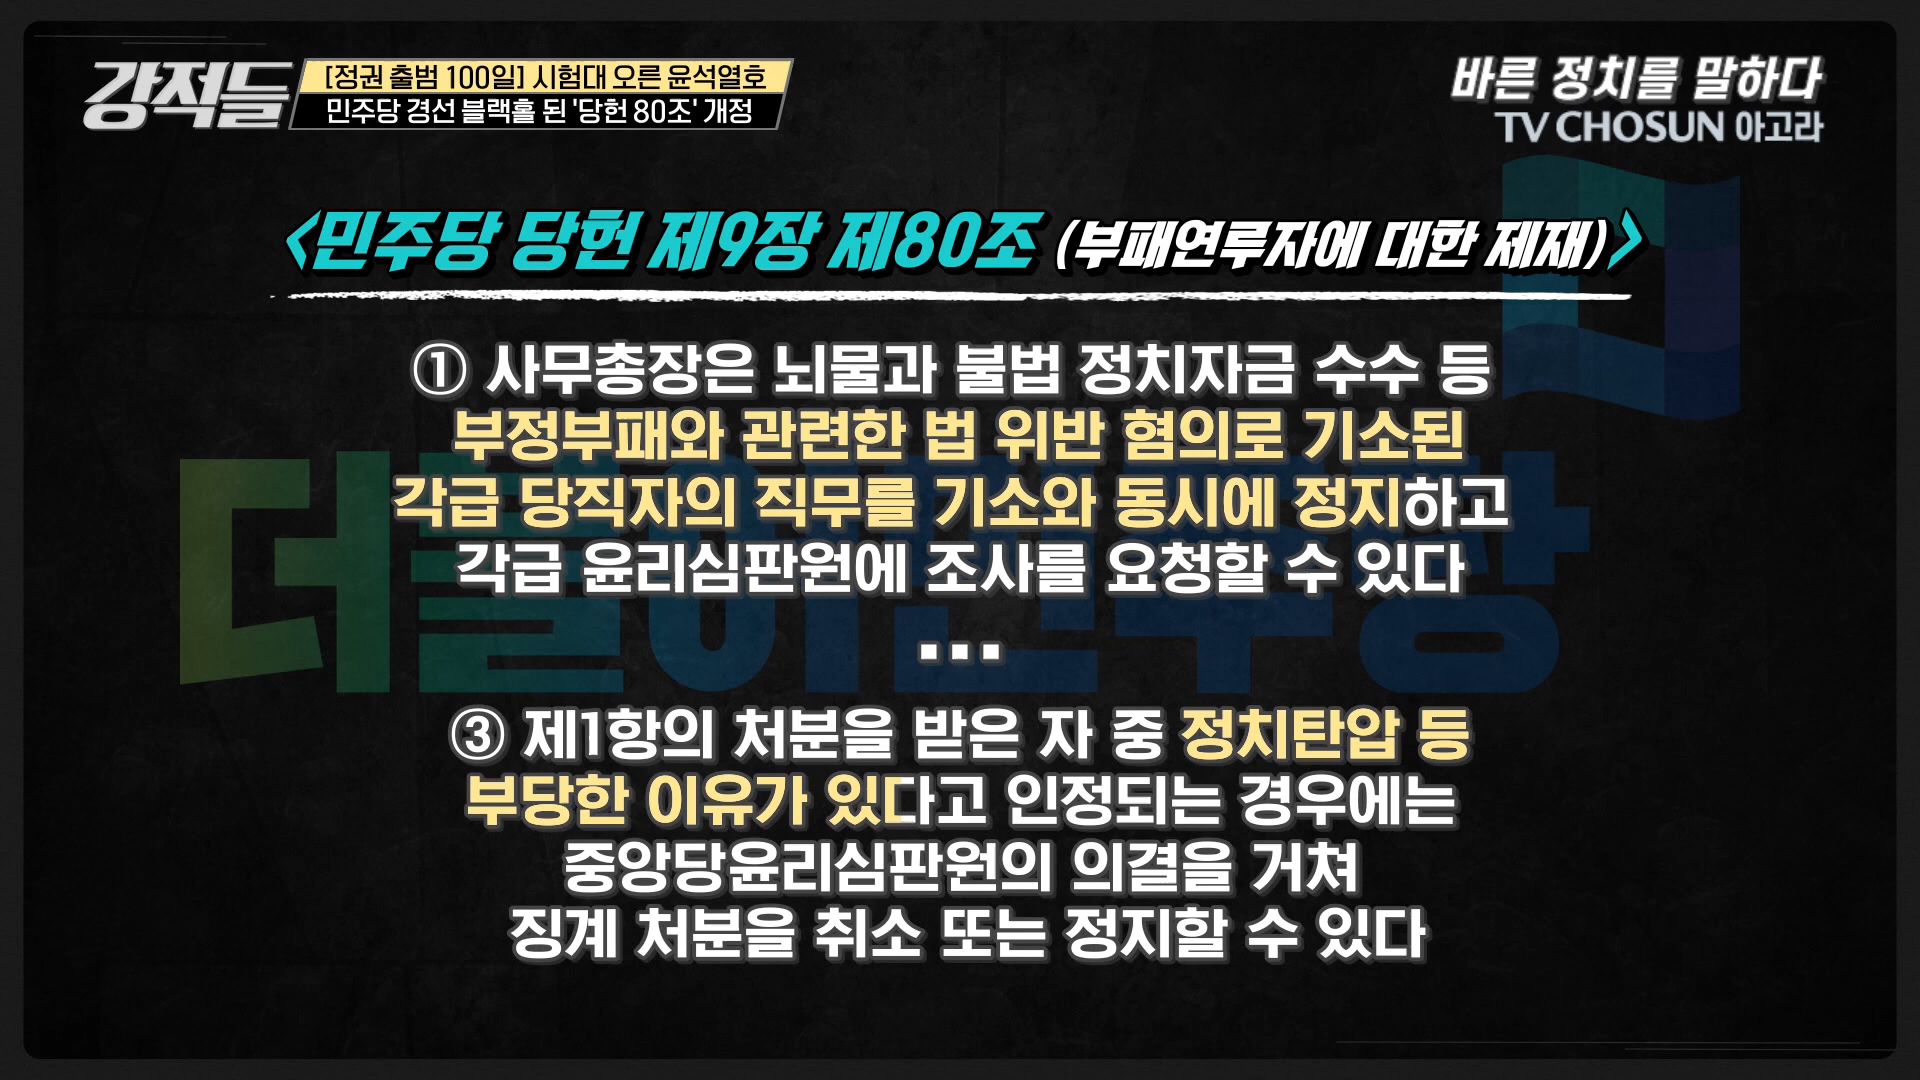 강적들
[정권 출범 100일] 시험대 오른 윤석열호
민주당 경선 블랙홀 된 '당헌 80조' 개정
바른 정치를 말하다
TV CHOSUN 아고라
<민주당 당헌 제9장 제80조 (부패연루자에 대한 제재)>
① 사무총장은 뇌물과 불법 정치자금 수수 등
부정부패와 관련한 법 위반 혐의로 기소된
각급 당직자의 직무를 기소와 동시에 정지하고
각급 윤리심판원에 조사를 요청할 수 있다
...
③ 제1항의 처분을 받은 자 중 정치탄압 등
부당한 이유가 있다고 인정되는 경우에는
중앙당윤리심판원의 의결을 거쳐
징계 처분을 취소 또는 정지할 수 있다
더불어민주당